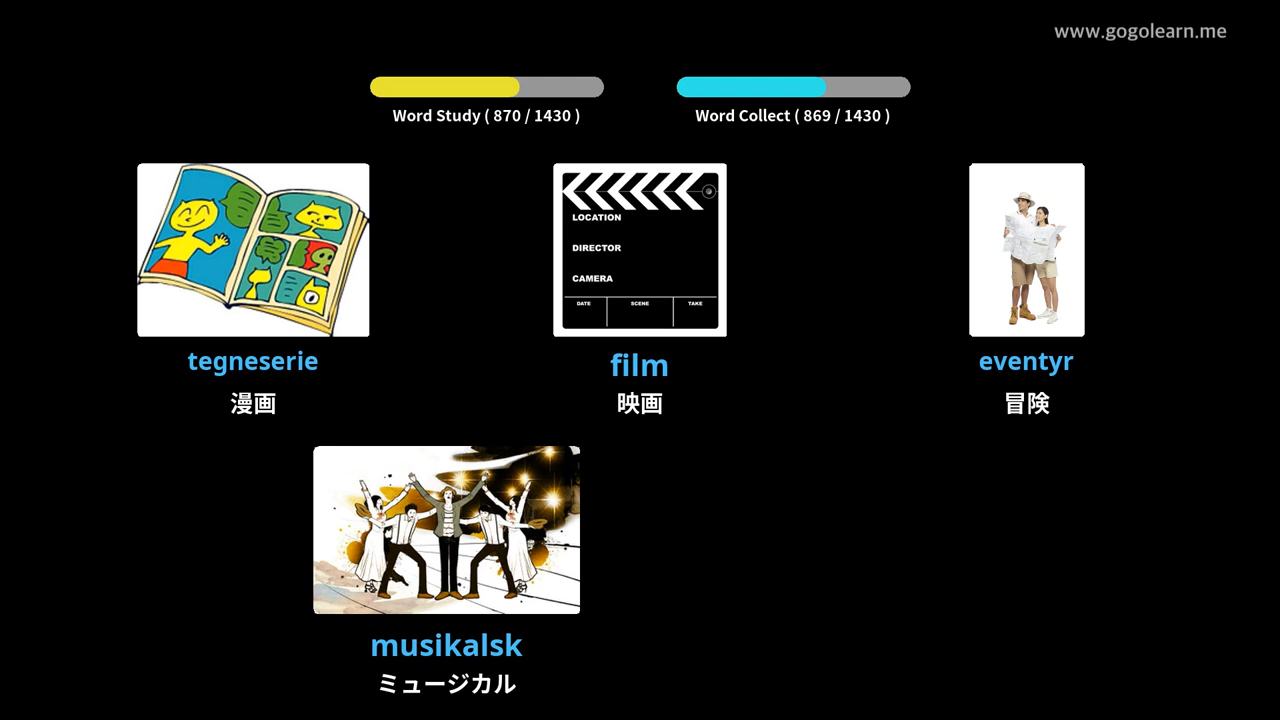 www.gogolearn.me
Word Study ( 870 / 1430 )
Word Collect ( 869 / 1430 )
LOCATION
DIRECTOR
CAMERA
DATE
SCENE
TAKE
tegneserie
film
eventyr
漫画
映画
冒険
musikalsk
ミュージカル